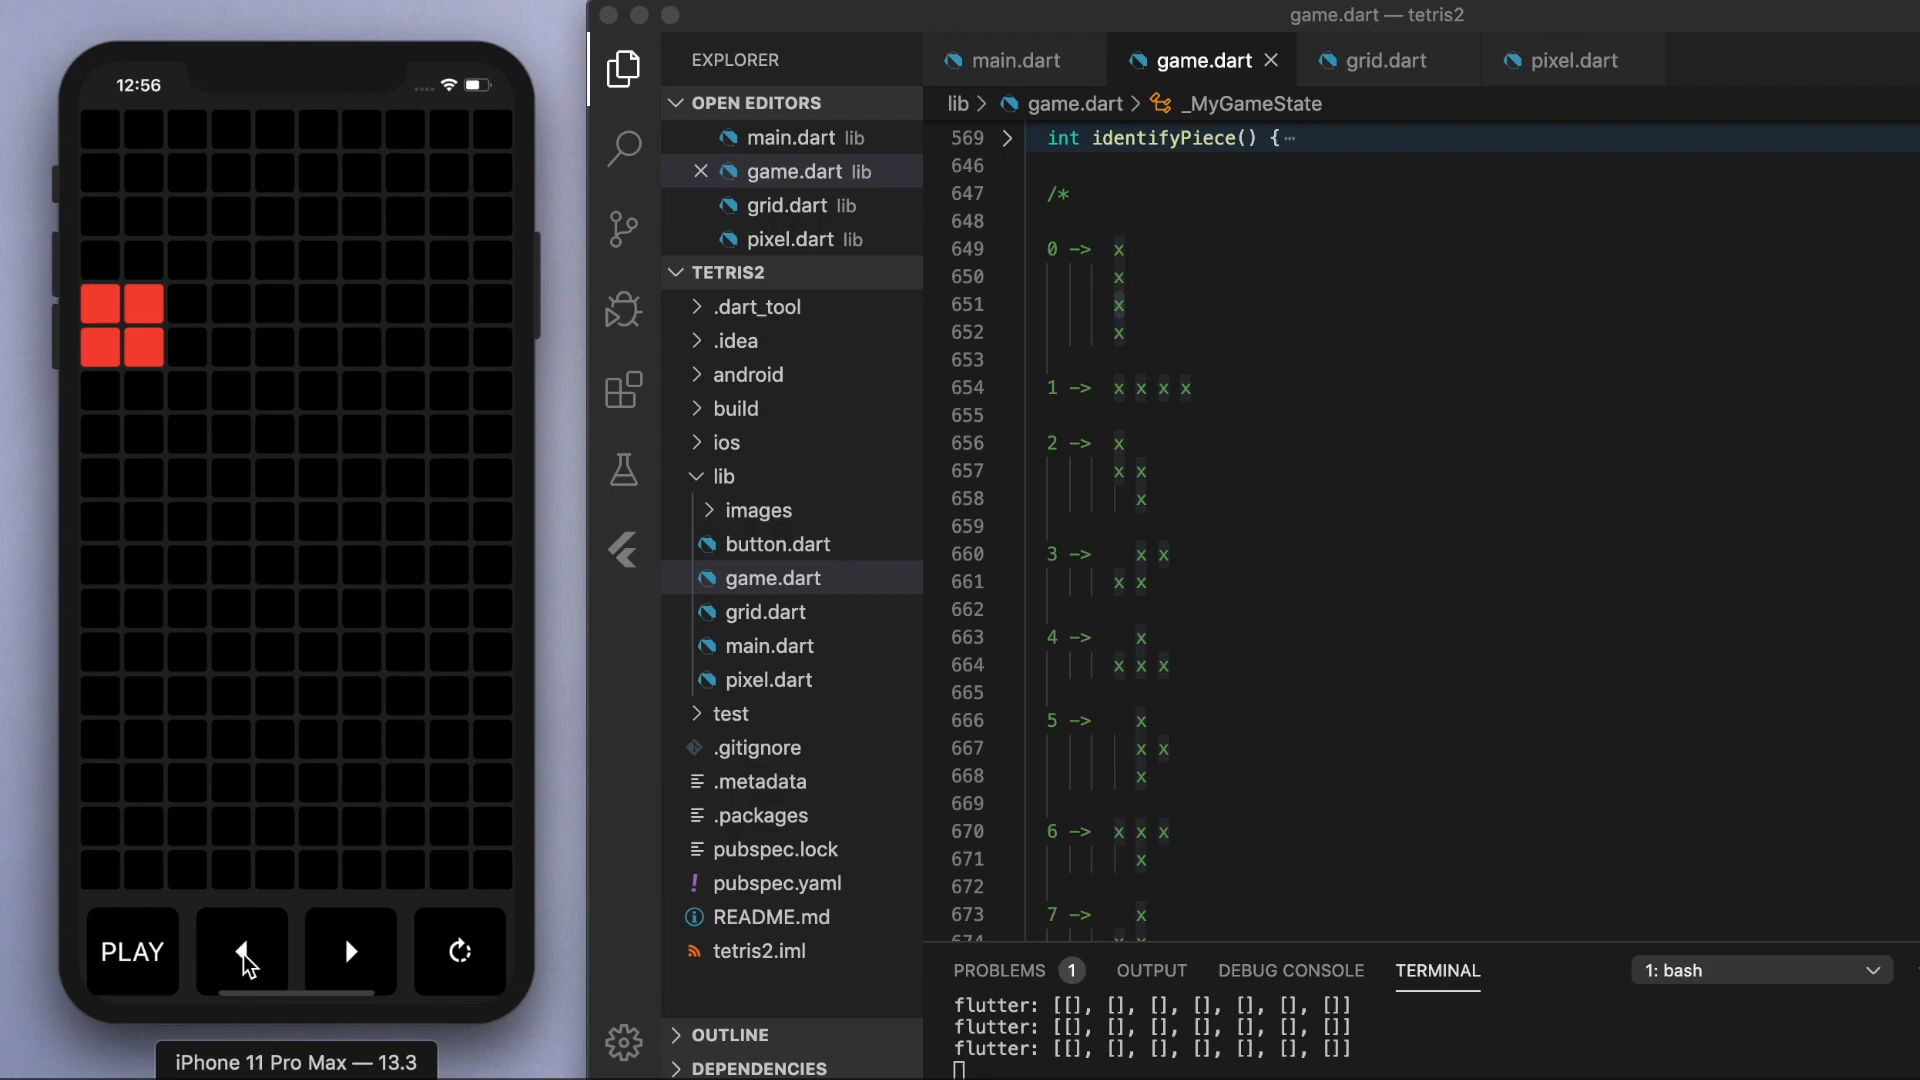 12:56
PLAY
iPhone 11 Pro Max — 13.3
game.dart — tetris2
EXPLORER
OPEN EDITORS
main.dart lib
game.dart lib
grid.dart lib
pixel.dart lib
TETRIS2
.dart_tool
.idea
android
build
ios
lib
images
button.dart
game.dart
grid.dart
main.dart
pixel.dart
test
.gitignore
.metadata
.packages
pubspec.lock
! pubspec.yaml
README.md
tetris2.iml
OUTLINE
DEPENDENCIES
main.dart game.dart grid.dart pixel.dart
lib > game.dart > _MyGameState
569 int identifyPiece() {…
646
647 /*
648
649 0 -> x
650 x
651 x
652 x
653
654 1 -> x x x x
655
656 2 -> x
657 x x
658 x
659
660 3 -> x x
661 x x
662
663 4 -> x
664 x x x
665
666 5 -> x
667 x x
668 x
669
670 6 -> x x x
671 x
672
673 7 -> x
674 x x
PROBLEMS 1 OUTPUT DEBUG CONSOLE TERMINAL 1: bash
flutter: [[], [], [], [], [], [], []]
flutter: [[], [], [], [], [], [], []]
flutter: [[], [], [], [], [], [], []]